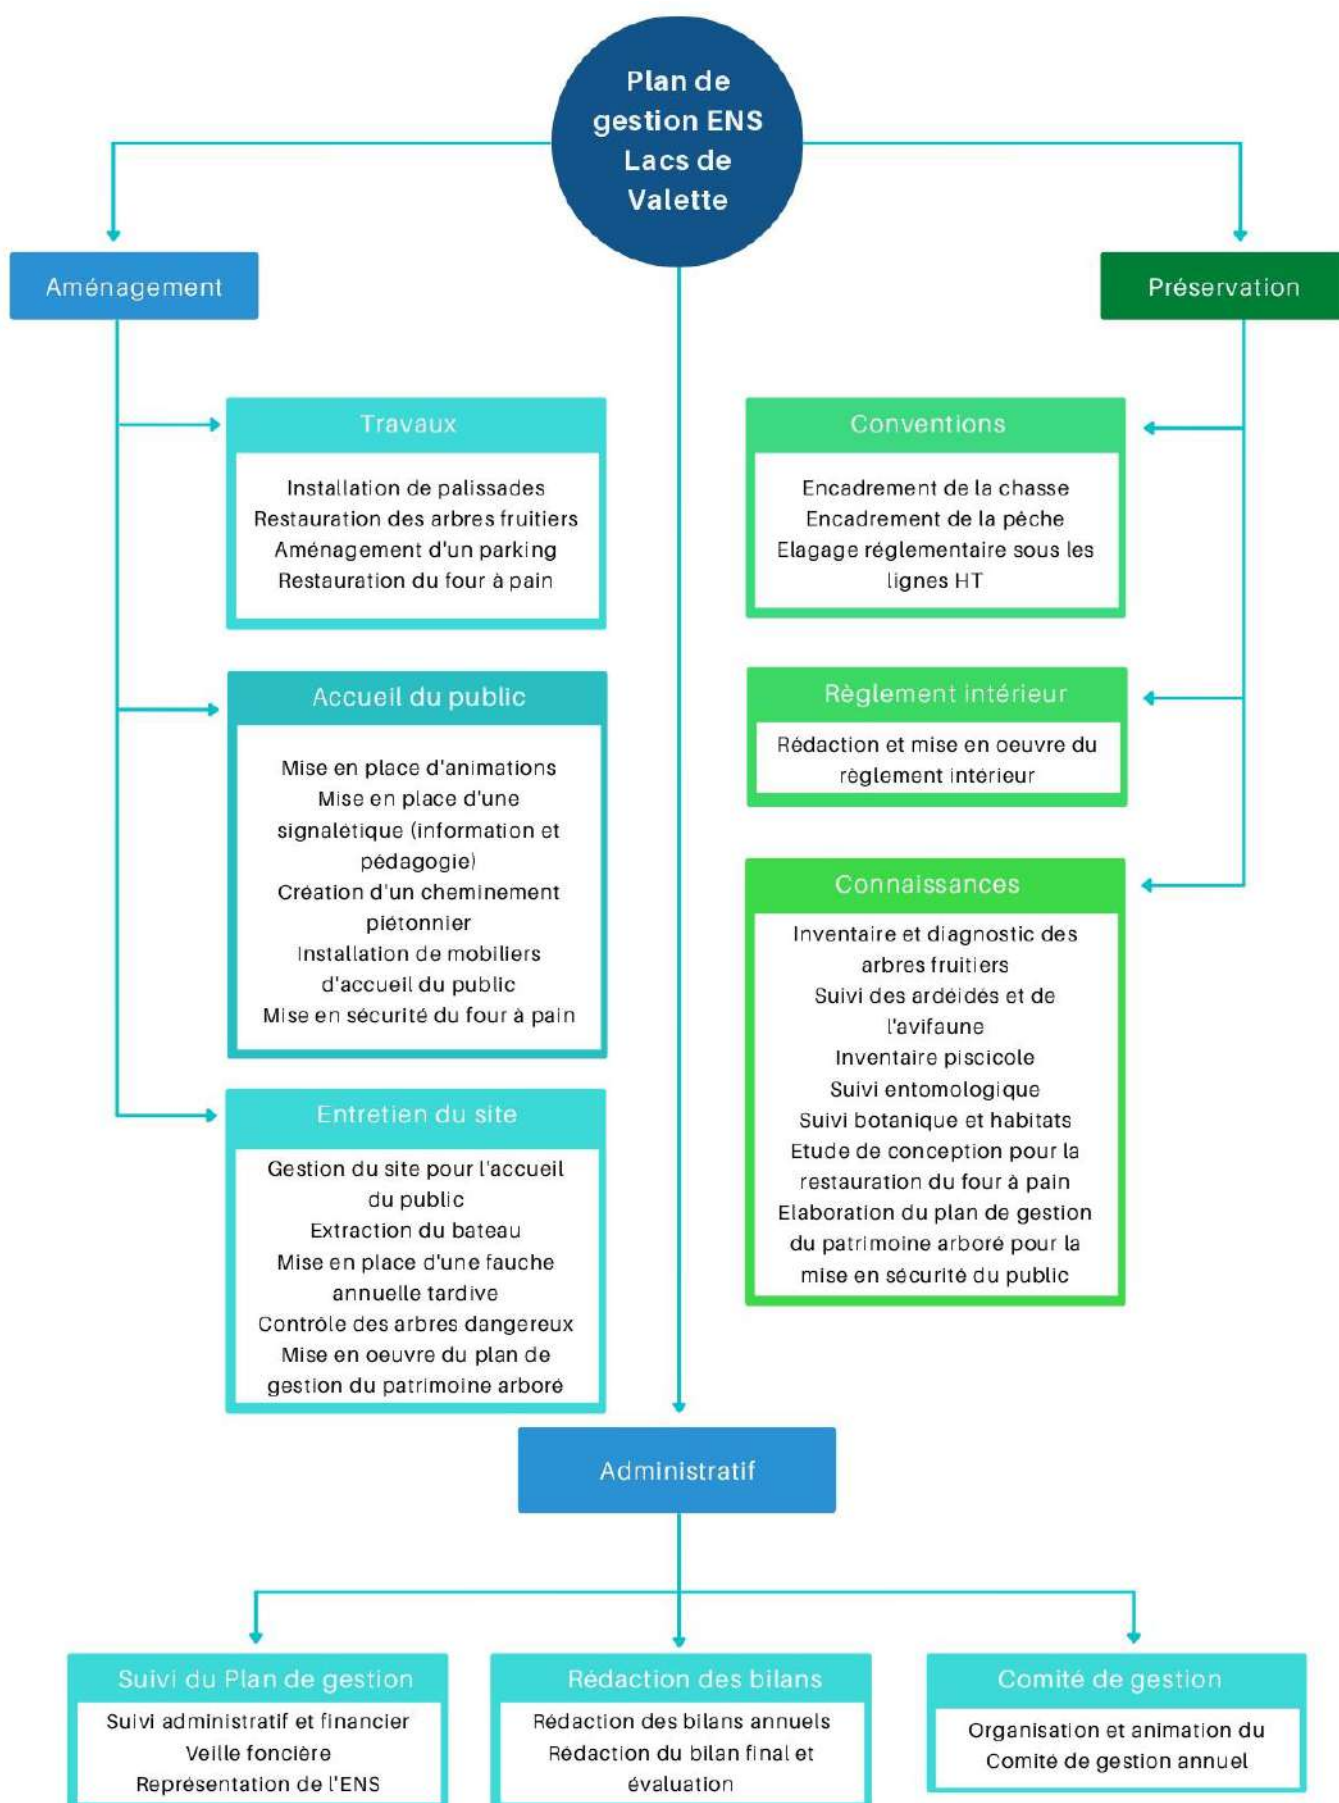 Plan de
gestion ENS
Lacs de
Valette
Aménagement
Travaux
Installation de palissades
Restauration des arbres fruitiers
Aménagement d'un parking
Restauration du four à pain
Accueil du public
Mise en place d'animations
Mise en place d'une
signalétique (information et
pédagogie)
Création d'un cheminement
piétonnier
Installation de mobiliers
d'accueil du public
Mise en sécurité du four à pain
Entretien du site
Gestion du site pour l'accueil
du public
Extraction du bateau
Mise en place d'une fauche
annuelle tardive
Contrôle des arbres dangereux
Mise en oeuvre du plan de
gestion du patrimoine arboré
Préservation
Conventions
Encadrement de la chasse
Encadrement de la pêche
Elagage réglementaire sous les
lignes HT
Règlement intérieur
Rédaction et mise en oeuvre du
règlement intérieur
Connaissances
Inventaire et diagnostic des
arbres fruitiers
Suivi des ardéidés et de
l'avifaune
Inventaire piscicole
Suivi entomologique
Suivi botanique et habitats
Etude de conception pour la
restauration du four à pain
Elaboration du plan de gestion
du patrimoine arboré pour la
mise en sécurité du public
Administratif
Suivi du Plan de gestion
Suivi administratif et financier
Veille foncière
Représentation de l'ENS
Rédaction des bilans
Rédaction des bilans annuels
Rédaction du bilan final et
évaluation
Comité de gestion
Organisation et animation du
Comité de gestion annuel